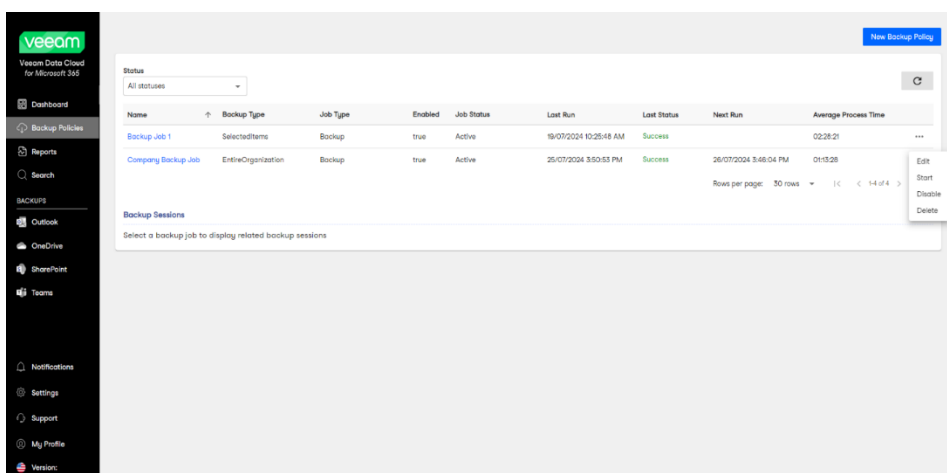 veeam
Veeam Data Cloud
for Microsoft 365
Dashboard
Backup Policies
Reports
Search
BACKUPS
Outlook
OneDrive
SharePoint
Teams
Notifications
Settings
Support
My Profile
Version:
New Backup Policy
Status
All statuses
Name Backup Type Job Type Enabled Job Status Last Run Last Status Next Run Average Process Time
Backup Job 1 SelectedItems Backup true Active 19/07/2024 10:25:48 AM Success 02:28:21
Company Backup Job EntireOrganization Backup true Active 25/07/2024 3:50:53 PM Success 26/07/2024 3:46:04 PM 01:13:28
Rows per page: 30 rows 1-4 of 4
Edit
Start
Disable
Delete
Backup Sessions
Select a backup job to display related backup sessions